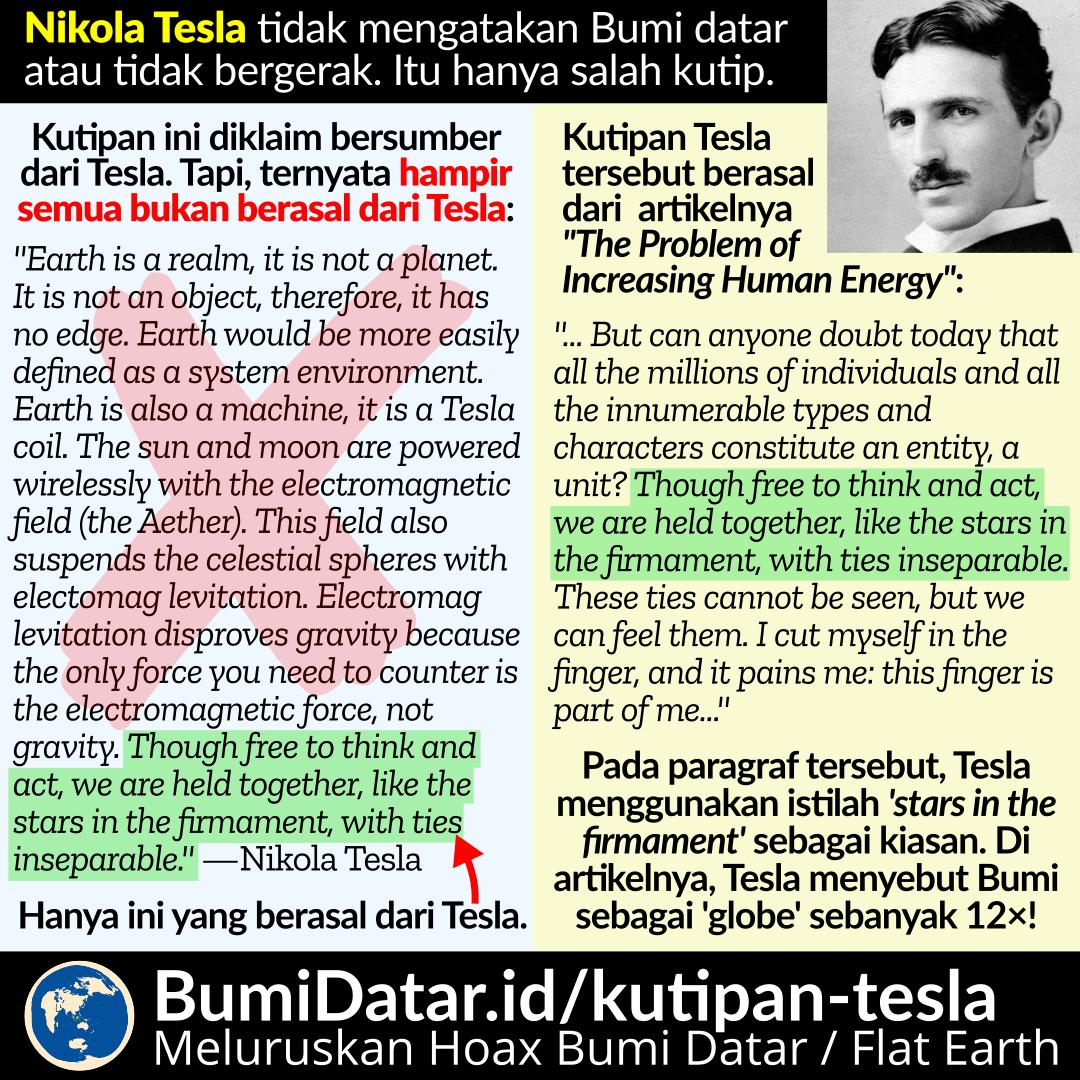 Nikola Tesla tidak mengatakan Bumi datar
atau tidak bergerak. Itu hanya salah kutip.
Kutipan ini diklaim bersumber
dari Tesla. Tapi, ternyata hampir
semua bukan berasal dari Tesla:
"Earth is a realm, it is not a planet.
It is not an object, therefore, it has
no edge. Earth would be more easily
defined as a system environment.
Earth is also a machine, it is a Tesla
coil. The sun and moon are powered
wirelessly with the electromagnetic
field (the Aether). This field also
suspends the celestial spheres with
electomag levitation. Electromag
levitation disproves gravity because
the only force you need to counter is
the electromagnetic force, not
gravity. Though free to think and
act, we are held together, like the
stars in the firmament, with ties
inseparable." —Nikola Tesla
Hanya ini yang berasal dari Tesla.
Kutipan Tesla
tersebut berasal
dari artikelnya
"The Problem of
Increasing Human Energy":
"... But can anyone doubt today that
all the millions of individuals and all
the innumerable types and
characters constitute an entity, a
unit? Though free to think and act,
we are held together, like the stars in
the firmament, with ties inseparable.
These ties cannot be seen, but we
can feel them. I cut myself in the
finger, and it pains me: this finger is
part of me..."
Pada paragraf tersebut, Tesla
menggunakan istilah 'stars in the
firmament' sebagai kiasan. Di
artikelnya, Tesla menyebut Bumi
sebagai 'globe' sebanyak 12×!
BumiDatar.id/kutipan-tesla
Meluruskan Hoax Bumi Datar / Flat Earth